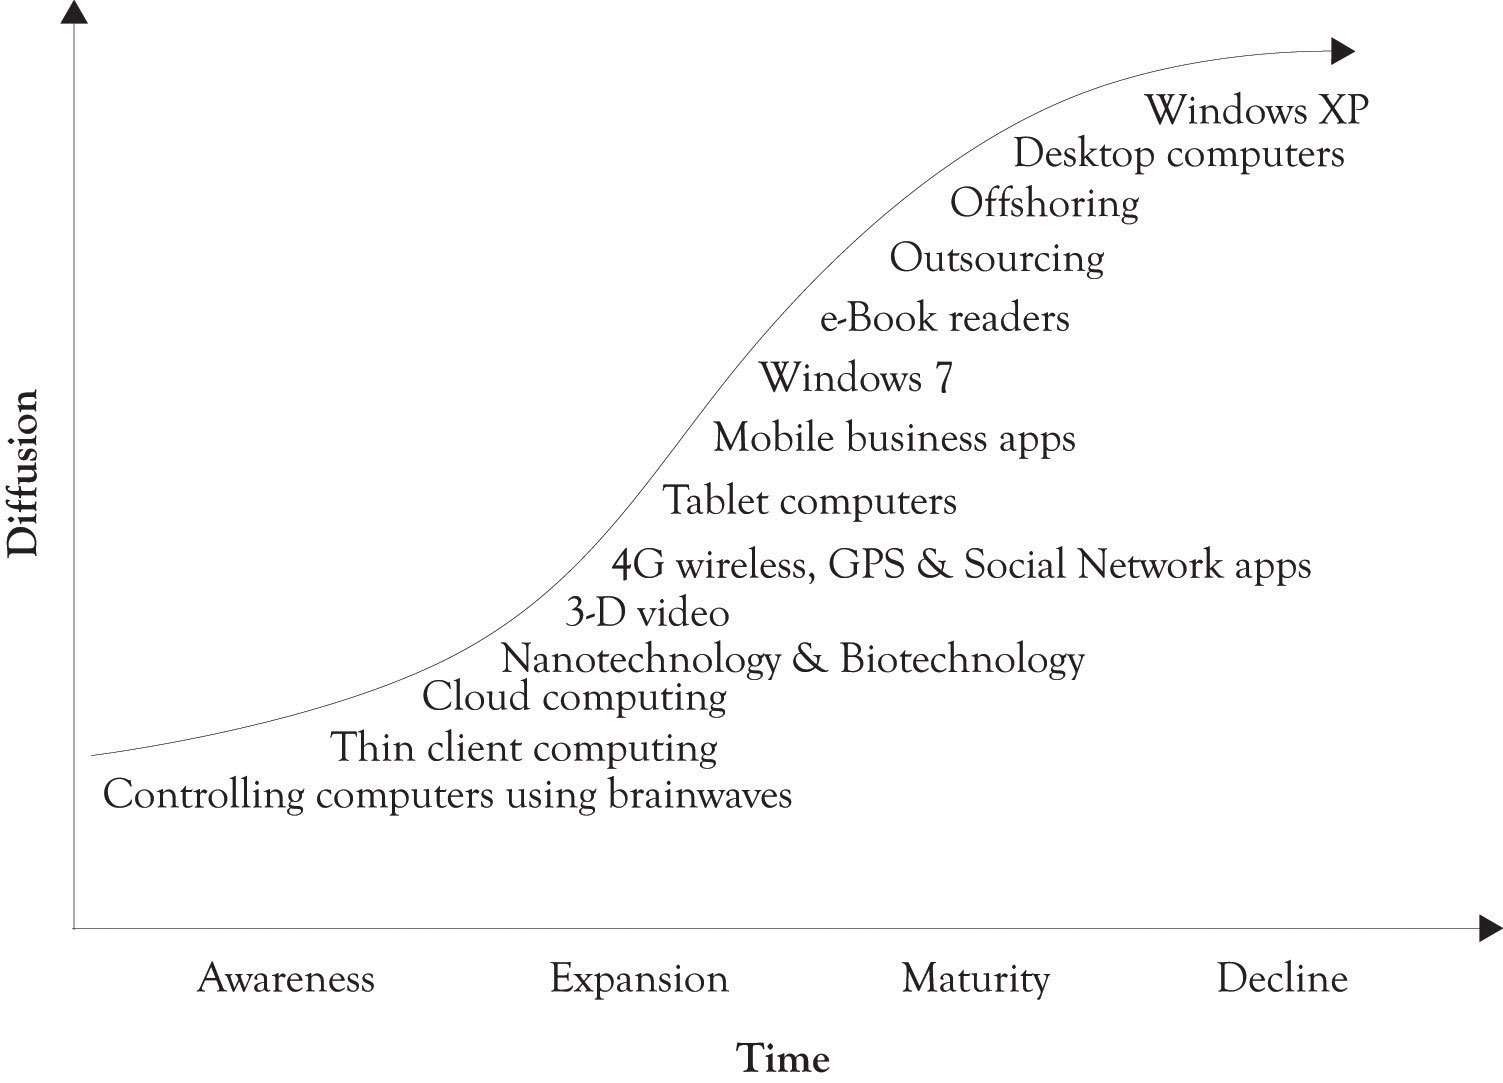 Windows XP
Desktop computers
Offshoring
Outsourcing
e-Book readers
Windows 7
Mobile business apps
Tablet computers
4G wireless, GPS & Social Network apps
3-D video
Nanotechnology & Biotechnology
Cloud computing
Thin client computing
Controlling computers using brainwaves
Diffusion
Awareness Expansion Maturity Decline
Time